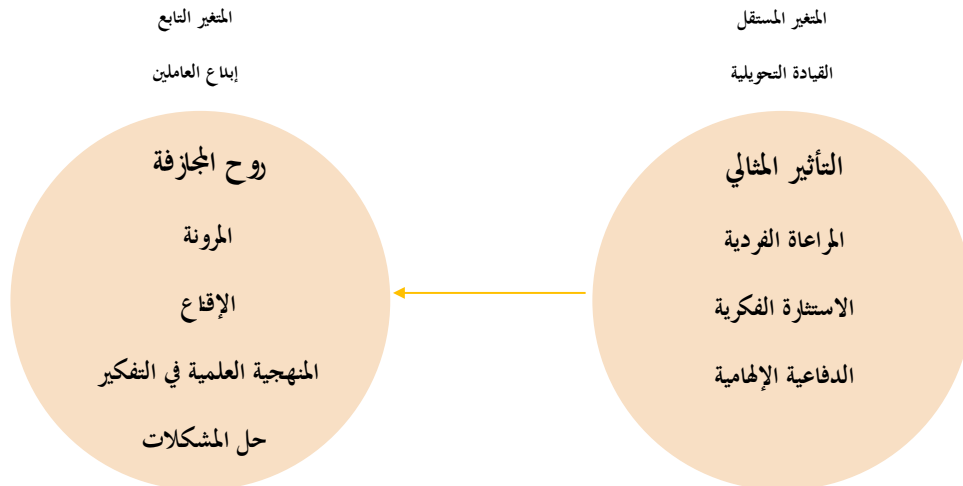 المتغير المستقل
القيادة التحويلية
التأثير المثالي
المراعاة الفردية
الاستثارة الفكرية
الدفاعية الإلهامية
المتغير التابع
إبداع العاملين
روح المجازفة
المرونة
الإقناع
المنهجية العلمية في التفكير
حل المشكلات